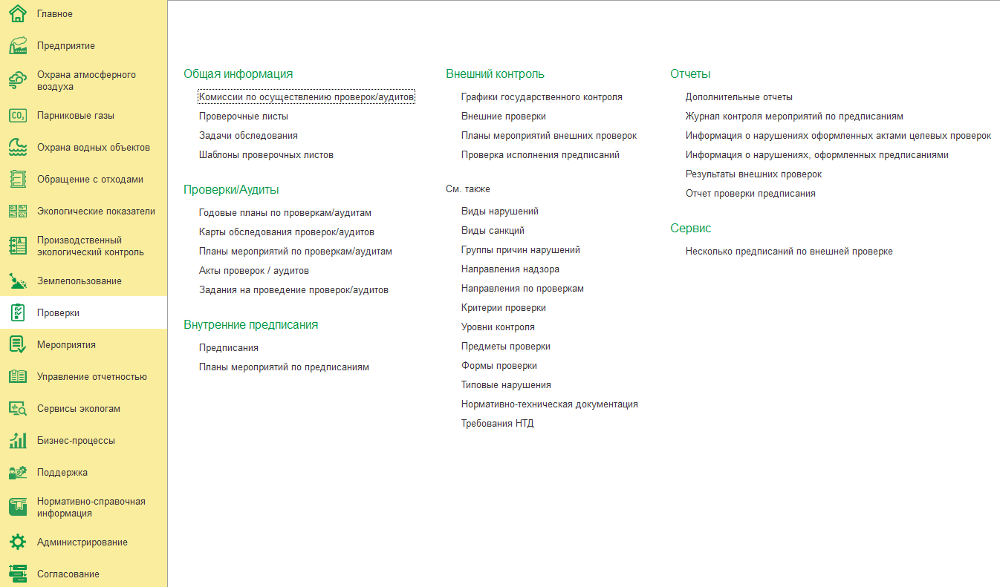 Главное
Предприятие
Охрана атмосферного
воздуха
Парниковые газы
Охрана водных объектов
Обращение с отходами
Экологические показатели
Производственный
экологический контроль
Землепользование
Проверки
Мероприятия
Управление отчетностью
Сервисы экологам
Бизнес-процессы
Поддержка
Нормативно-справочная
информация
Администрирование
Согласование
Общая информация
Комиссии по осуществлению проверок/аудитов
Проверочные листы
Задачи обследования
Шаблоны проверочных листов
Проверки/Аудиты
Годовые планы по проверкам/аудитам
Карты обследования проверок/аудитов
Планы мероприятий по проверкам/аудитам
Акты проверок / аудитов
Задания на проведение проверок/аудитов
Внутренние предписания
Предписания
Планы мероприятий по предписаниям
Внешний контроль
Графики государственного контроля
Внешние проверки
Планы мероприятий внешних проверок
Проверка исполнения предписаний
См. также
Виды нарушений
Виды санкций
Группы причин нарушений
Направления надзора
Направления по проверкам
Критерии проверки
Уровни контроля
Предметы проверки
Формы проверки
Типовые нарушения
Нормативно-техническая документация
Требования НТД
Отчеты
Дополнительные отчеты
Журнал контроля мероприятий по предписаниям
Информация о нарушениях оформленных актами целевых проверок
Информация о нарушениях, оформленных предписаниями
Результаты внешних проверок
Отчет проверки предписания
Сервис
Несколько предписаний по внешней проверке
CO₂